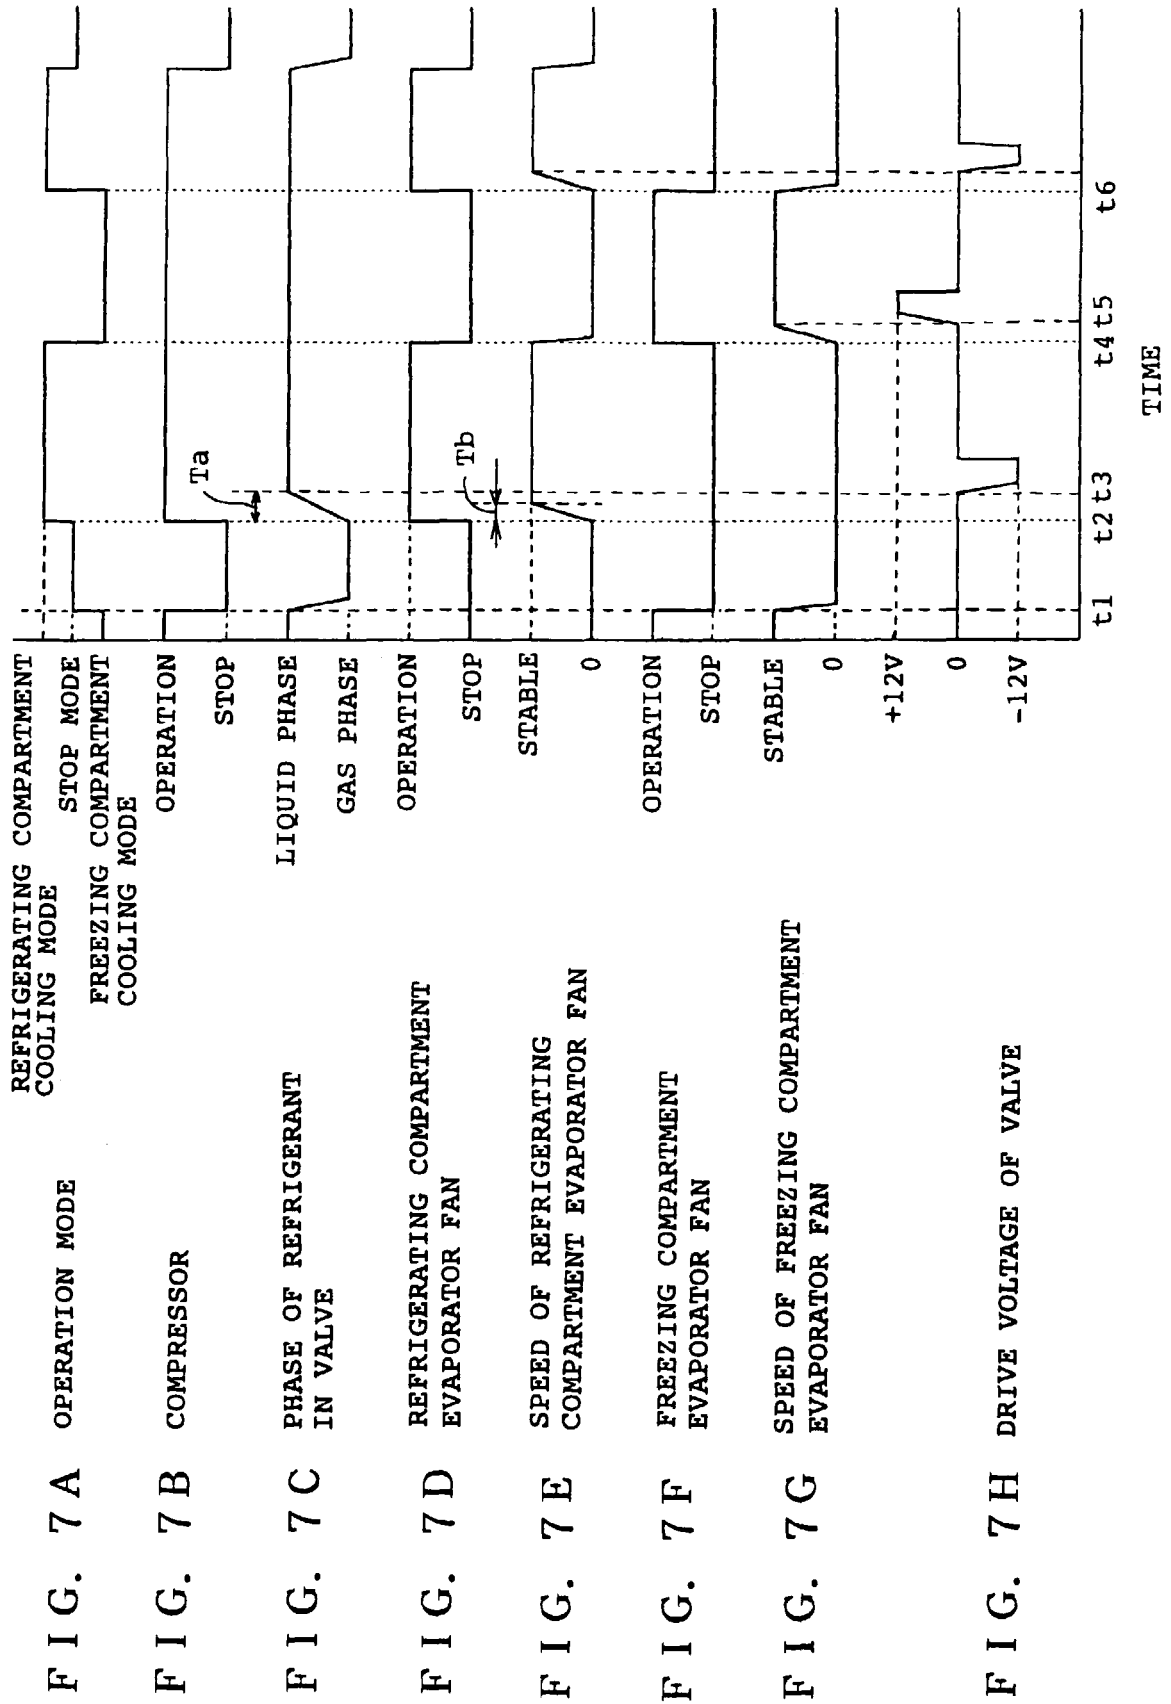 FIG. 7A OPERATION MODE
REFRIGERATING COMPARTMENT
COOLING MODE
STOP MODE
FREEZING COMPARTMENT
COOLING MODE
FIG. 7B COMPRESSOR
OPERATION
STOP
Ta
FIG. 7C PHASE OF REFRIGERANT
IN VALVE
LIQUID PHASE
GAS PHASE
FIG. 7D REFRIGERATING COMPARTMENT
EVAPORATOR FAN
OPERATION
STOP
Tb
FIG. 7E SPEED OF REFRIGERATING
COMPARTMENT EVAPORATOR FAN
STABLE
0
FIG. 7F FREEZING COMPARTMENT
EVAPORATOR FAN
OPERATION
STOP
FIG. 7G SPEED OF FREEZING COMPARTMENT
EVAPORATOR FAN
STABLE
0
FIG. 7H DRIVE VOLTAGE OF VALVE
+12V
0
-12V
t1 t2 t3 t4 t5 t6
TIME